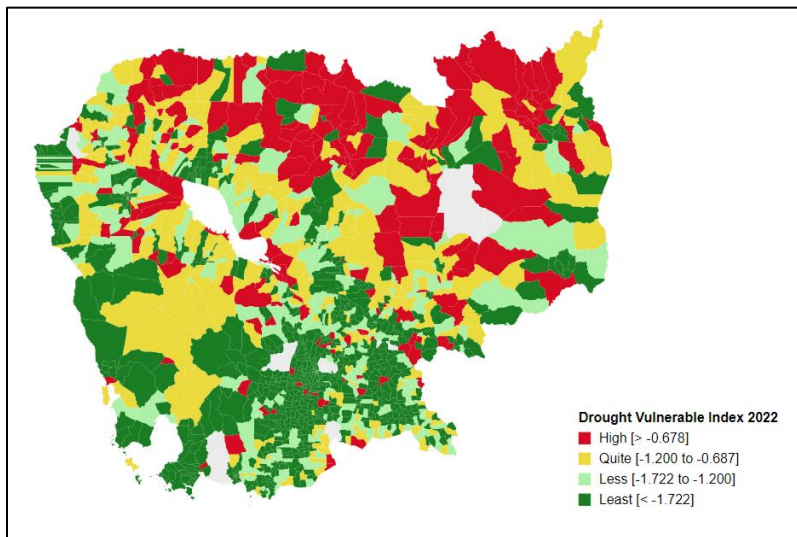 Drought Vulnerable Index 2022
High [> -0.678]
Quite [-1.200 to -0.687]
Less [-1.722 to -1.200]
Least [< -1.722]